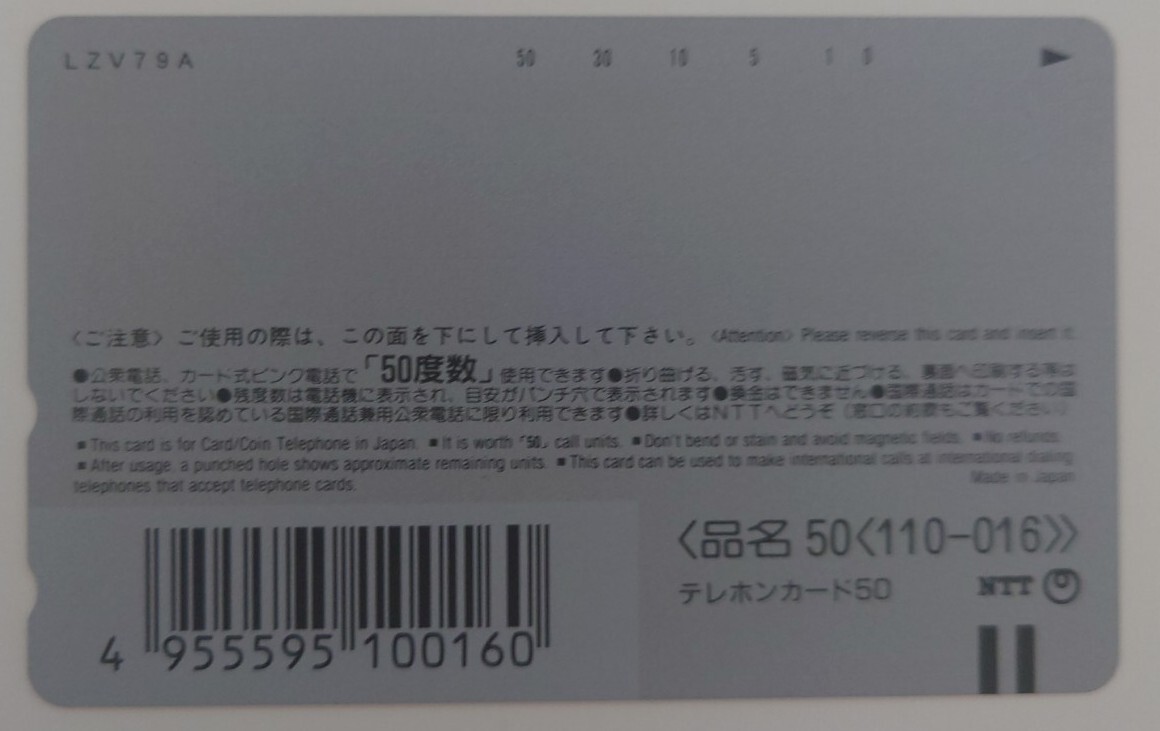 LZV79A 50 30 10 5 1 0
〈ご注意〉ご使用の際は、この面を下にして挿入して下さい。〈Attention〉Please reverse this card and insert it.
●公衆電話、カード式ピンク電話で「50度数」使用できます●折り曲げる、汚す、磁気に近づける、裏面へ印刷する等は
しないでください●残度数は電話機に表示され、目安がパンチ穴で表示されます●換金はできません●国際通話はカードでの国
際通話の利用を認めている国際通話兼用公衆電話に限り利用できます●詳しくはNTTへどうぞ（窓口の約款もご覧ください）
■This card is for Card/Coin Telephone in Japan. ■It is worth「50」call units. ■Don't bend or stain and avoid magnetic fields. ■No refunds.
■After usage, a punched hole shows approximate remaining units. ■This card can be used to make international calls at international dialing
telephones that accept telephone cards.
Made in Japan
〈品名 50〈110-016〉〉
テレホンカード50 NTT
4 955595 100160